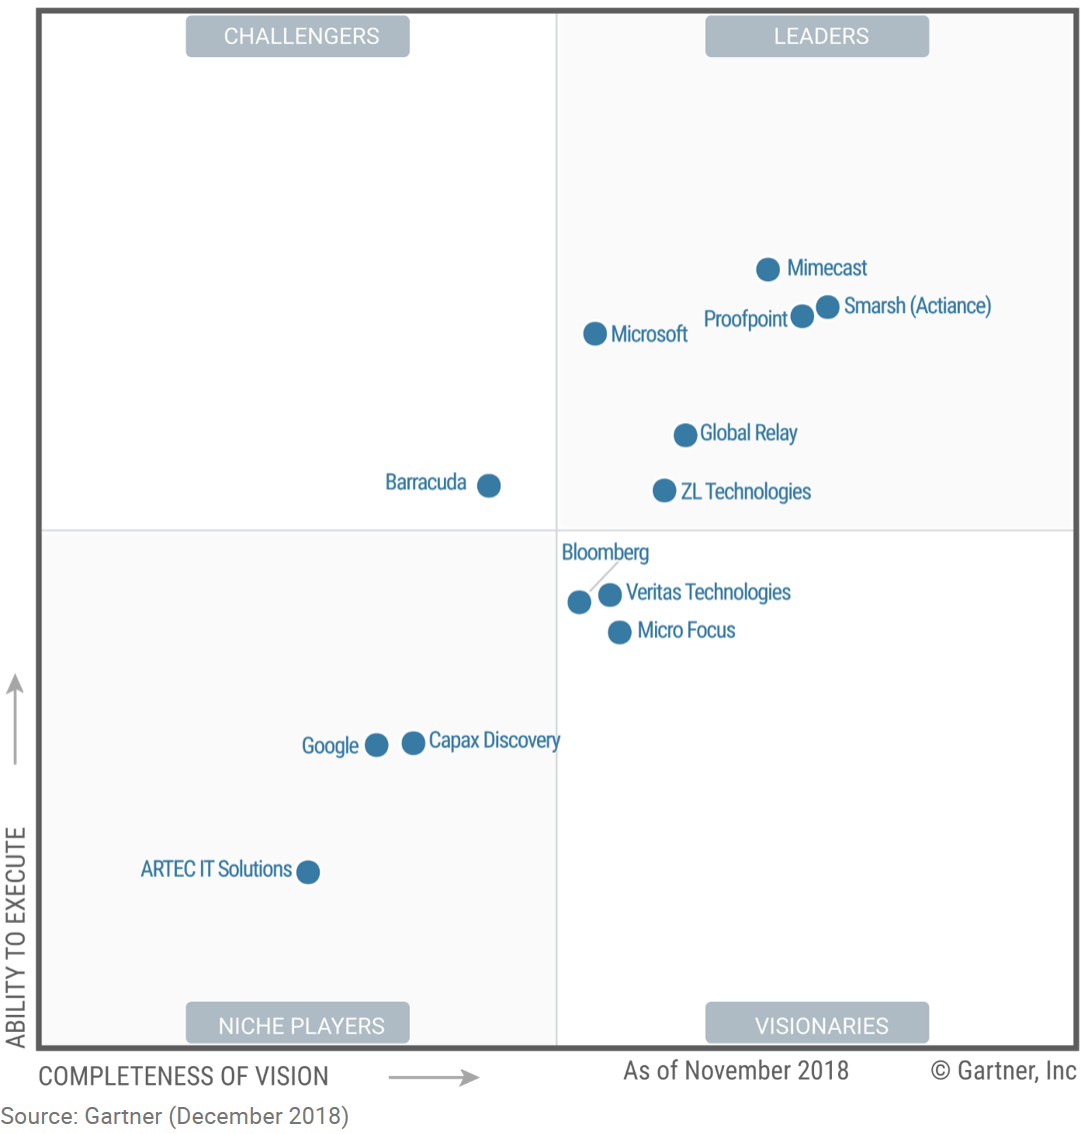 CHALLENGERS
LEADERS
Mimecast
Smarsh (Actiance)
Proofpoint
Microsoft
Global Relay
Barracuda
ZL Technologies
Bloomberg
Veritas Technologies
Micro Focus
Google
Capax Discovery
ARTEC IT Solutions
ABILITY TO EXECUTE
NICHE PLAYERS
VISIONARIES
COMPLETENESS OF VISION
As of November 2018
© Gartner, Inc
Source: Gartner (December 2018)